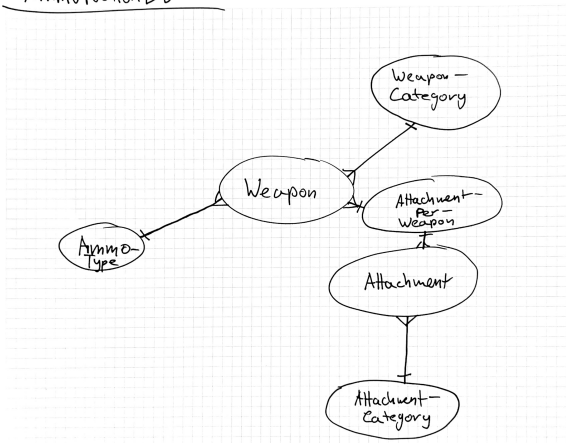 Weapon-
Category
Weapon
Attachment-
Per-
Weapon
Ammo-
Type
Attachment
Attachment-
Category